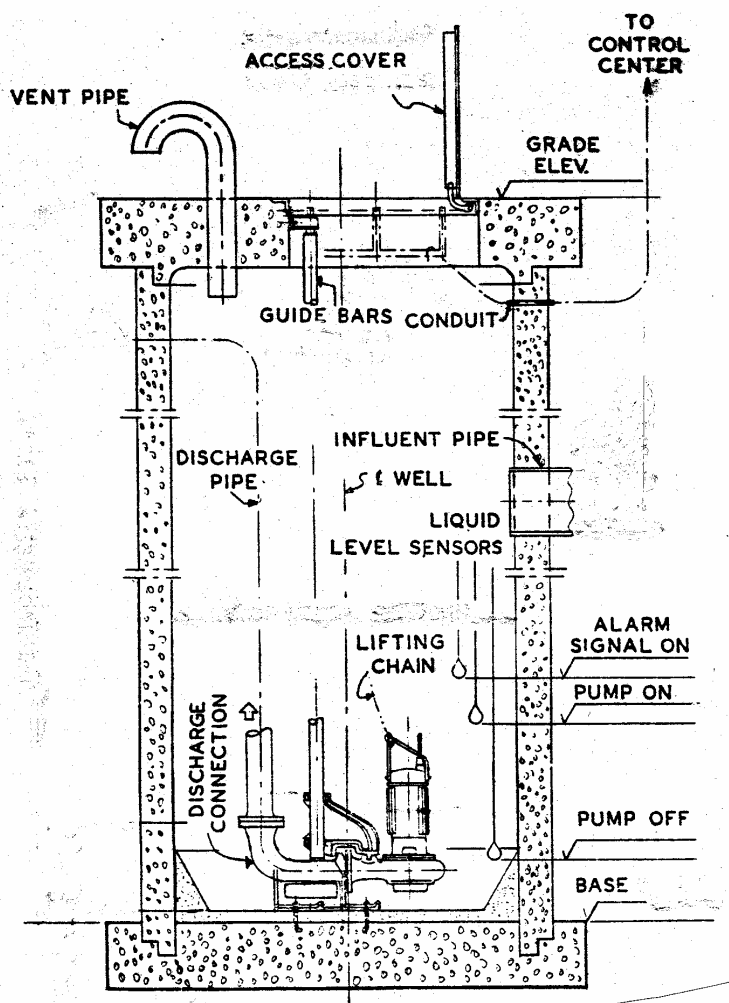 TO
CONTROL
CENTER
ACCESS COVER
VENT PIPE
GRADE
ELEV.
GUIDE BARS
CONDUIT
INFLUENT PIPE
DISCHARGE
PIPE
℄ WELL
LIQUID
LEVEL SENSORS
ALARM
SIGNAL ON
LIFTING
CHAIN
PUMP ON
DISCHARGE
CONNECTION
PUMP OFF
BASE